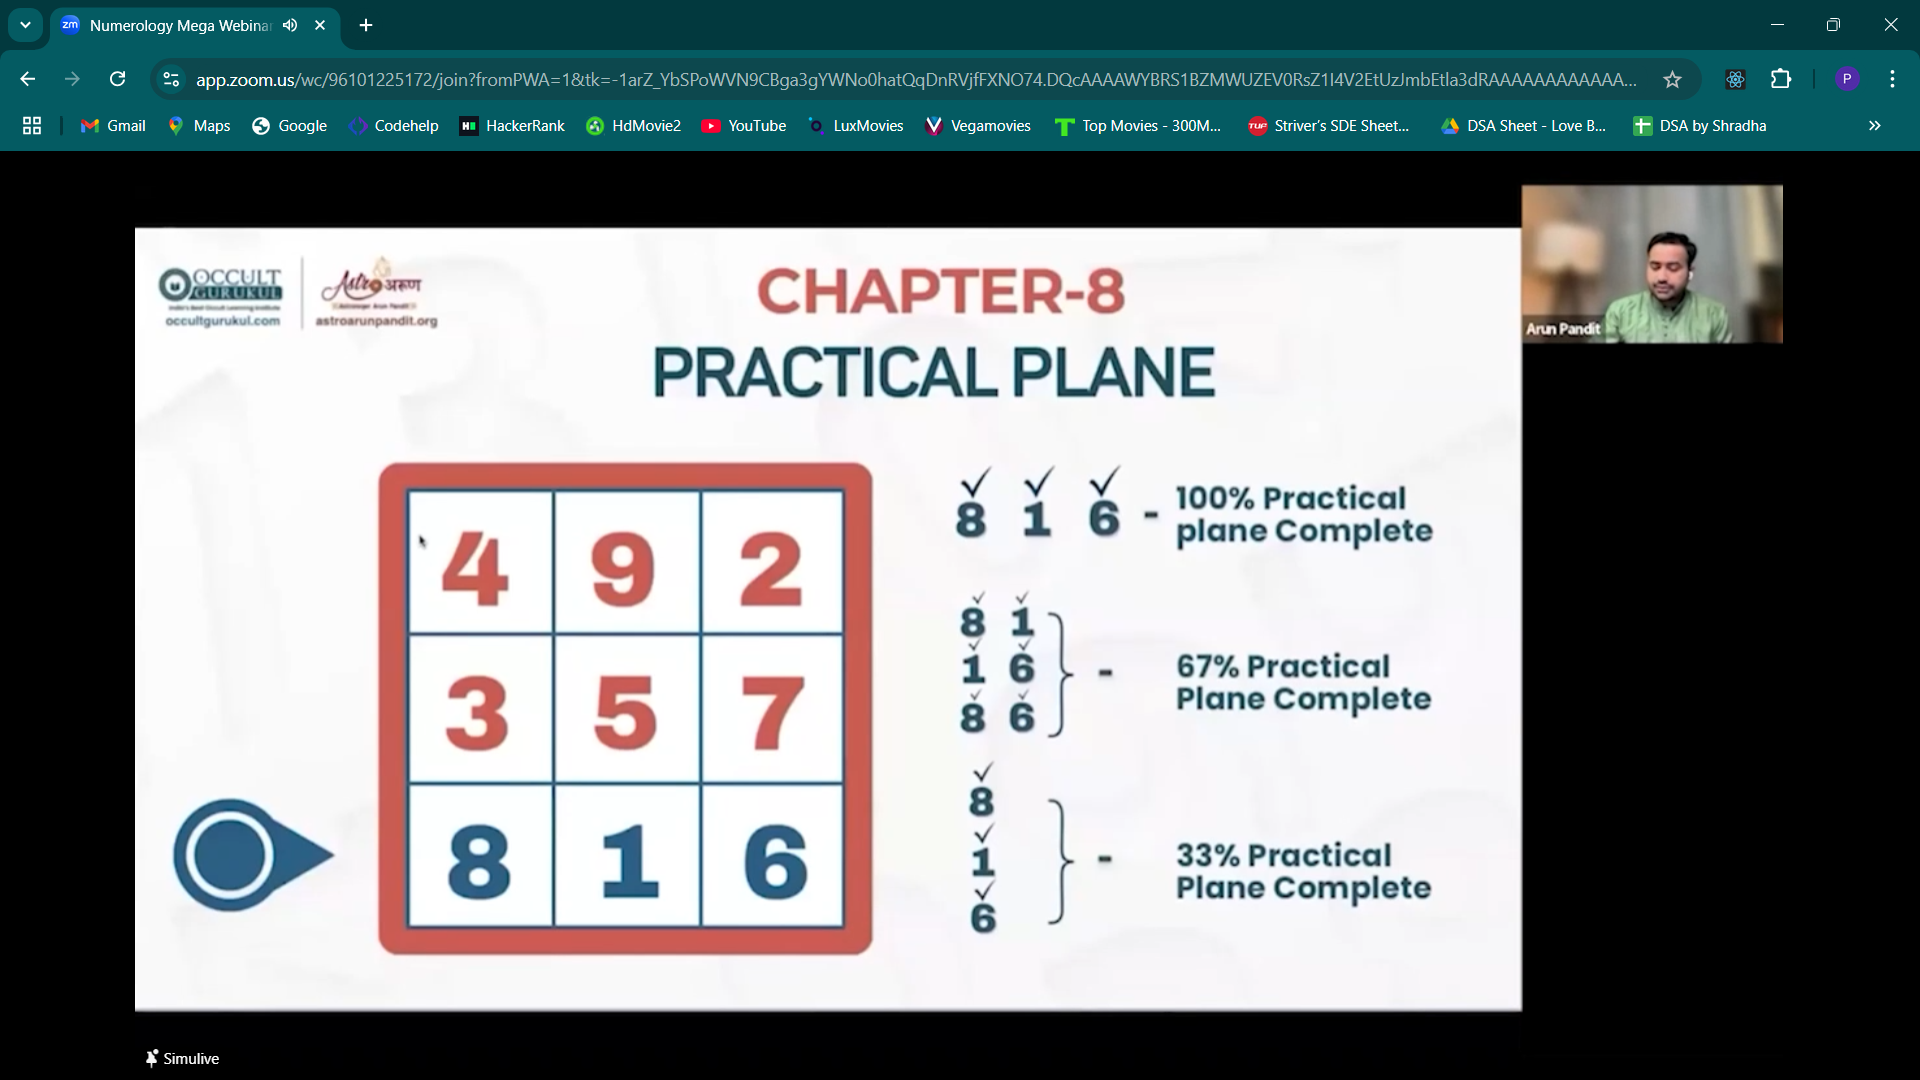 Numerology Mega Webina
app.zoom.us/wc/96101225172/join?fromPWA=1&tk=-1arZ_YbSPoWVN9CBga3gYWNo0hatQqDnRVjfFXNO74.DQcAAAAWYBRS1BZMWUZEV0RsZ1I4V2EtUzJmbEtla3dRAAAAAAAAAAAA...
P
Gmail
Maps
Google
Codehelp
HackerRank
HdMovie2
YouTube
LuxMovies
Vegamovies
Top Movies - 300M...
Striver's SDE Sheet...
DSA Sheet - Love B...
DSA by Shradha
OCCULT
GURUKUL
occultgurukul.com
Astro अरुण
astroarunpandit.org
CHAPTER-8
PRACTICAL PLANE
Arun Pandit
4 9 2
3 5 7
8 1 6
8 1 6 - 100% Practical
plane Complete
8 1
1 6
8 6
- 67% Practical
Plane Complete
8
1
6
- 33% Practical
Plane Complete
Simulive